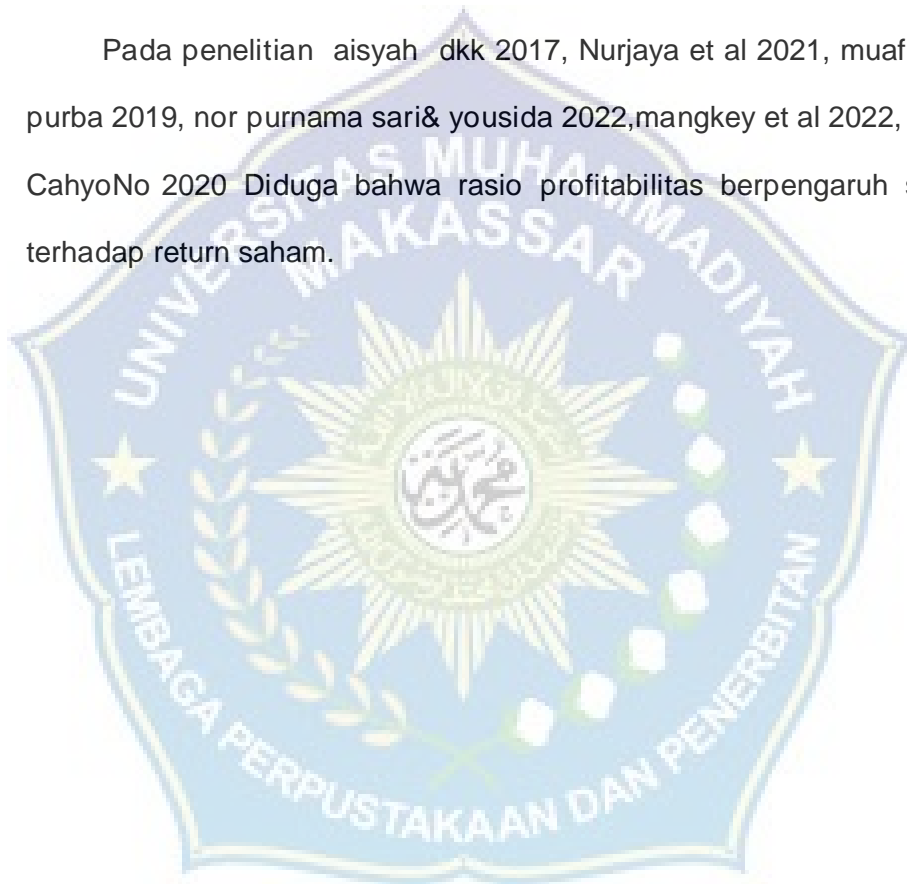 Pada penelitian aisyah dkk 2017, Nurjaya et al 2021,
purba 2019, nor purnama sari& yousida 2022,mangkey et al 2022,
CahyoNo 2020 Diduga bahwa rasio profitabilitas berpengaruh
terhadap return saham.
UNIVERSITAS MUHAMMADIYAH
MAKASSAR
LEMBAGA PERPUSTAKAAN DAN PENERBITAN